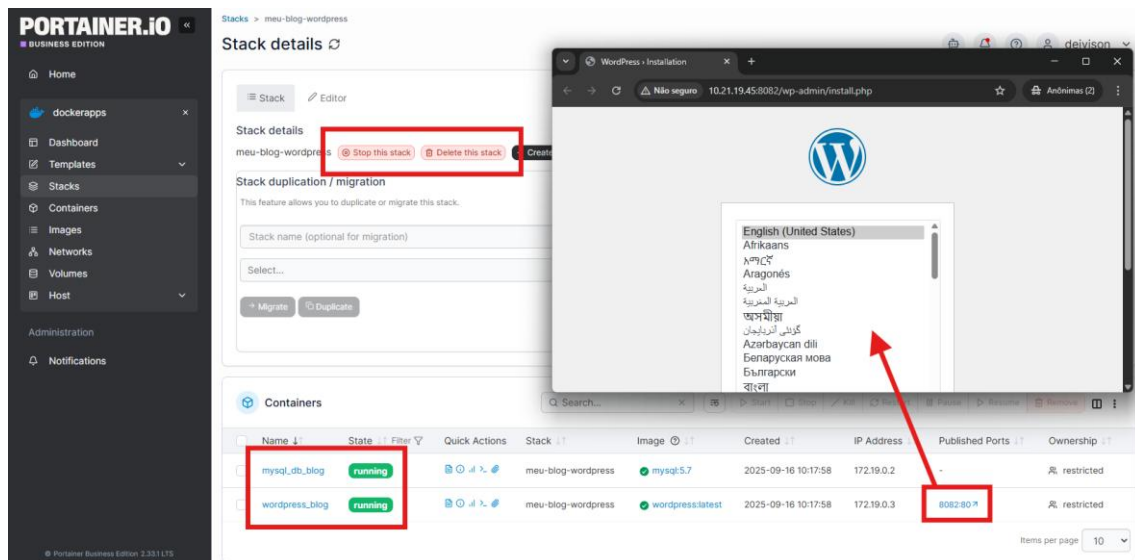 PORTAINER.iO «
BUSINESS EDITION
Home
dockerapps ×
Dashboard
Templates
Stacks
Containers
Images
Networks
Volumes
Host
Administration
Notifications
© Portainer Business Edition 2.33.1 LTS
Stacks > meu-blog-wordpress
Stack details
deivison
Stack
Editor
Stack details
meu-blog-wordpress Stop this stack Delete this stack Create
Stack duplication / migration
This feature allows you to duplicate or migrate this stack.
Stack name (optional for migration)
Select...
Migrate Duplicate
WordPress › Installation × +
Não seguro 10.21.19.45:8082/wp-admin/install.php Anônimas (2)
English (United States)
Afrikaans
አማርኛ
Aragonés
العربية
العربية المغربية
অসমীয়া
گؤنئی آذربایجان
Azərbaycan dili
Беларуская мова
Български
বাংলা
Containers
Search... × Start Stop Kill Restart Pause Resume Remove
Name State Filter Quick Actions Stack Image Created IP Address Published Ports Ownership
mysql_db_blog running meu-blog-wordpress mysql:5.7 2025-09-16 10:17:58 172.19.0.2 - restricted
wordpress_blog running meu-blog-wordpress wordpress:latest 2025-09-16 10:17:58 172.19.0.3 8082:80 restricted
Items per page 10